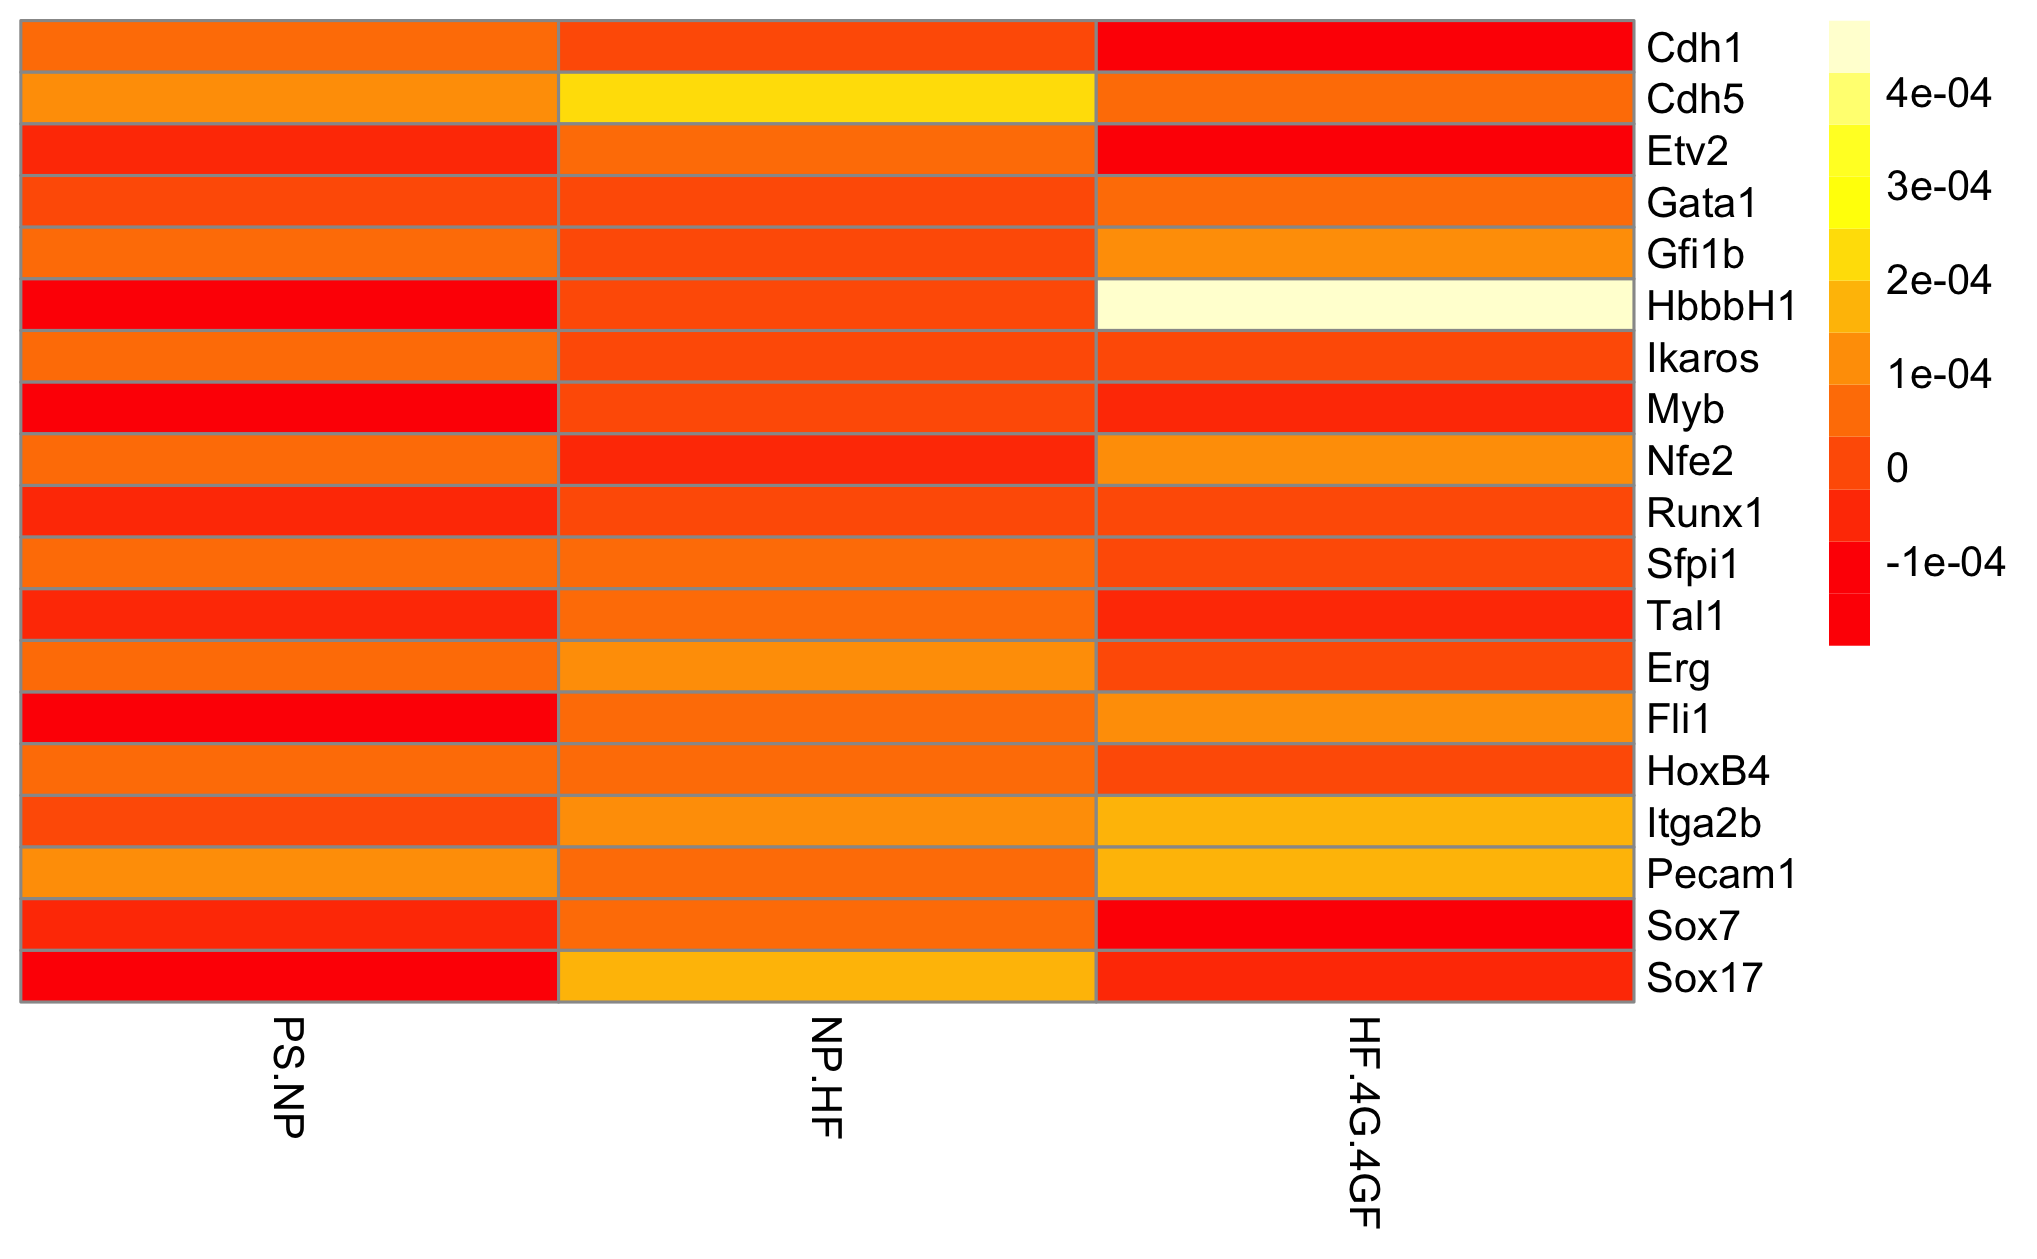 Cdh1
Cdh5
Etv2
Gata1
Gfi1b
HbbbH1
Ikaros
Myb
Nfe2
Runx1
Sfpi1
Tal1
Erg
Fli1
HoxB4
Itga2b
Pecam1
Sox7
Sox17
4e-04
3e-04
2e-04
1e-04
0
-1e-04
PS.NP
NP.HF
HF.4G.4GF